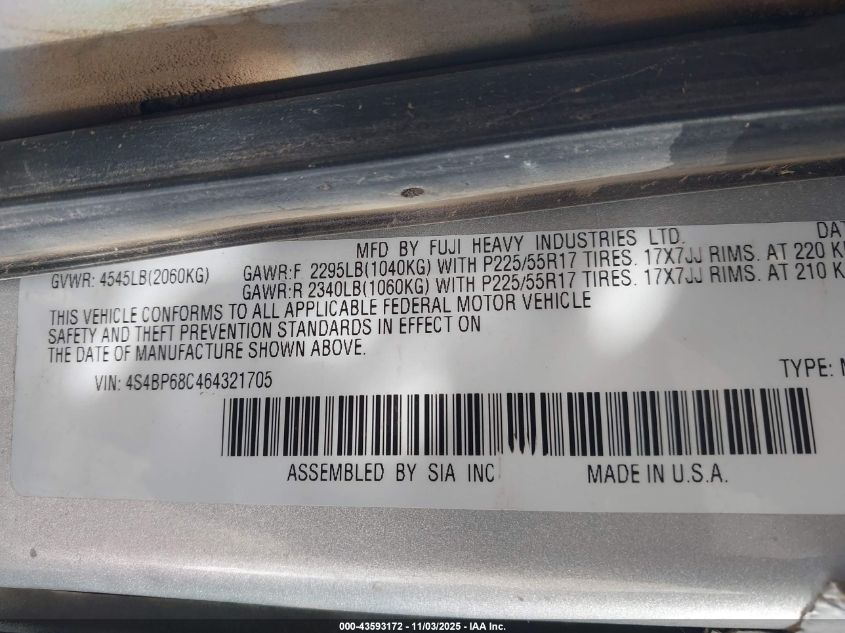 MFD BY FUJI HEAVY INDUSTRIES LTD.
GVWR: 4545LB(2060KG) GAWR:F 2295LB(1040KG) WITH P225/55R17 TIRES. 17X7JJ RIMS. AT 220
GAWR:R 2340LB(1060KG) WITH P225/55R17 TIRES. 17X7JJ RIMS. AT 210
THIS VEHICLE CONFORMS TO ALL APPLICABLE FEDERAL MOTOR VEHICLE
SAFETY AND THEFT PREVENTION STANDARDS IN EFFECT ON
THE DATE OF MANUFACTURE SHOWN ABOVE.
VIN: 4S4BP68C464321705
TYPE:
ASSEMBLED BY SIA INC MADE IN U.S.A.
000-43593172 - 11/03/2025 - IAA Inc.